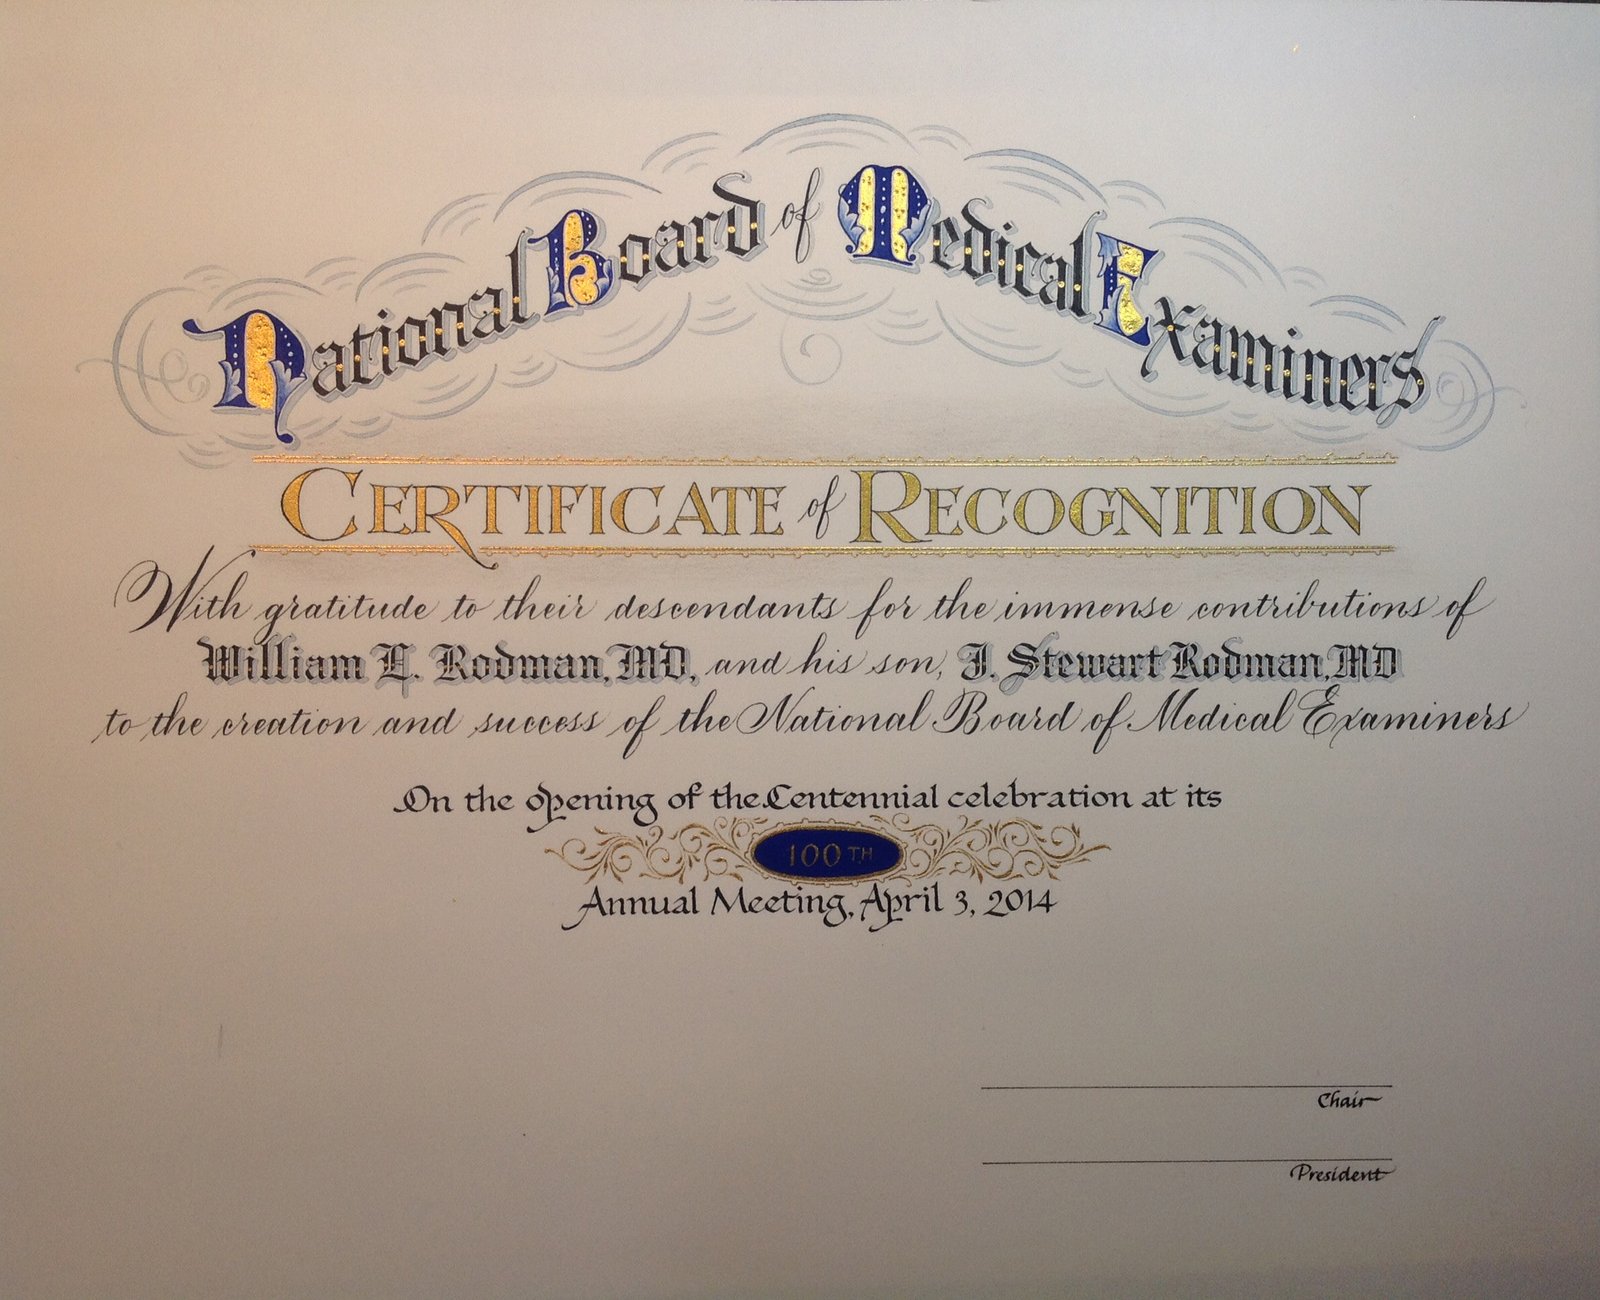 National Board of Medical Examiners
CERTIFICATE of RECOGNITION
With gratitude to their descendants for the immense contributions of
William L. Rodman, MD, and his son, J. Stewart Rodman, MD
to the creation and success of the National Board of Medical Examiners
On the opening of the Centennial celebration at its
100TH
Annual Meeting, April 3, 2014
Chair
President